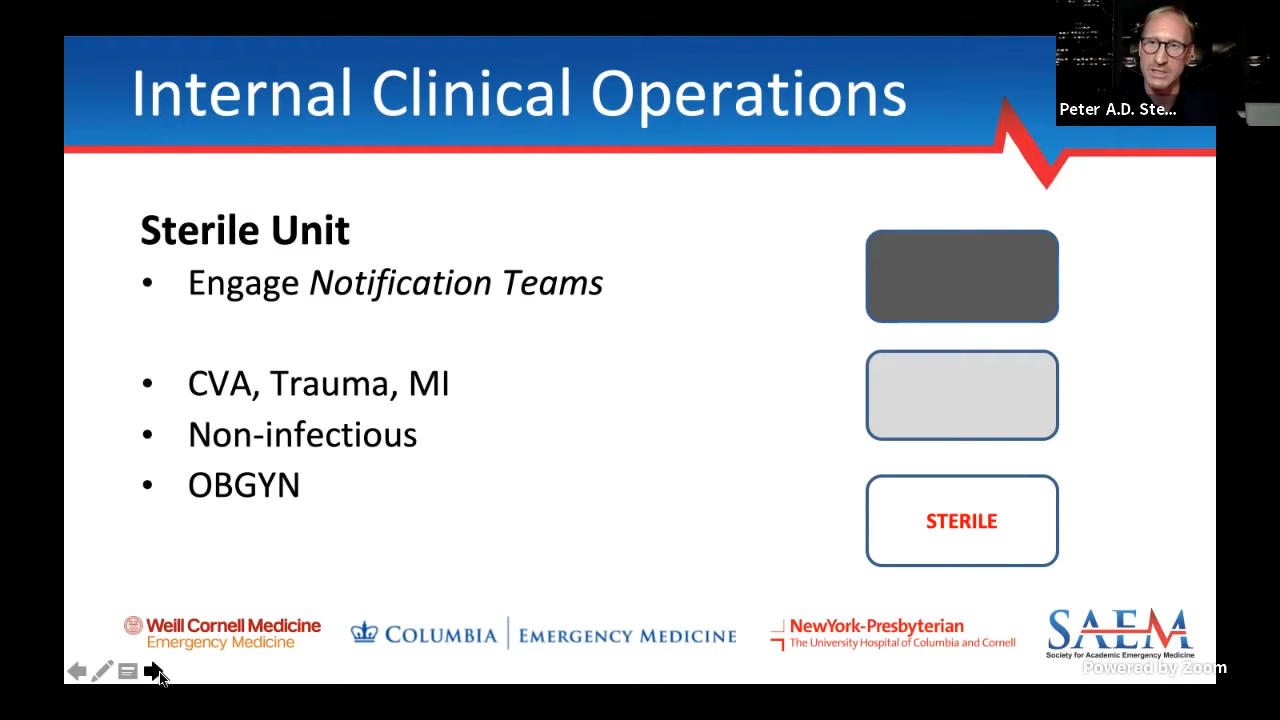 Internal Clinical Operations
Peter A.D. Ste...
Sterile Unit
• Engage Notification Teams
• CVA, Trauma, MI
• Non-infectious
• OBGYN
STERILE
Weill Cornell Medicine
Emergency Medicine
COLUMBIA | EMERGENCY MEDICINE
NewYork-Presbyterian
The University Hospital of Columbia and Cornell
SAEM
Society for Academic Emergency Medicine
Powered by Zoom